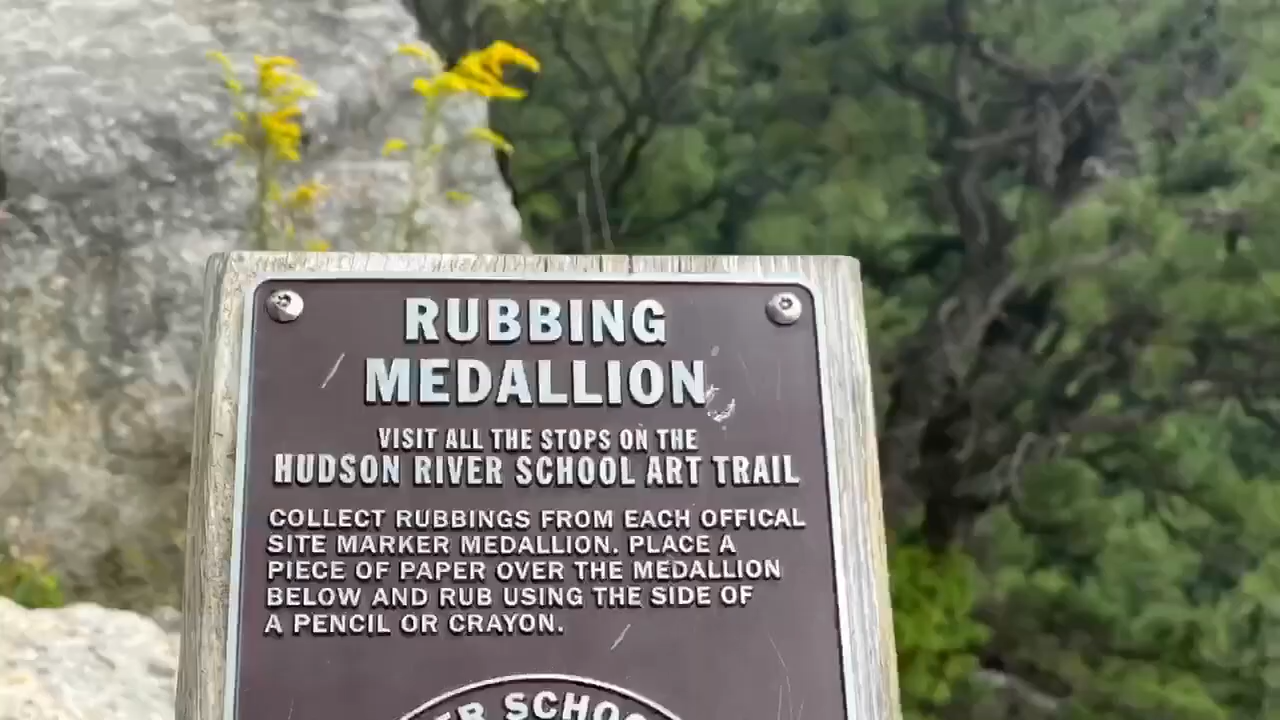 RUBBING
MEDALLION
VISIT ALL THE STOPS ON THE
HUDSON RIVER SCHOOL ART TRAIL
COLLECT RUBBINGS FROM EACH OFFICAL
SITE MARKER MEDALLION. PLACE A
PIECE OF PAPER OVER THE MEDALLION
BELOW AND RUB USING THE SIDE OF
A PENCIL OR CRAYON.